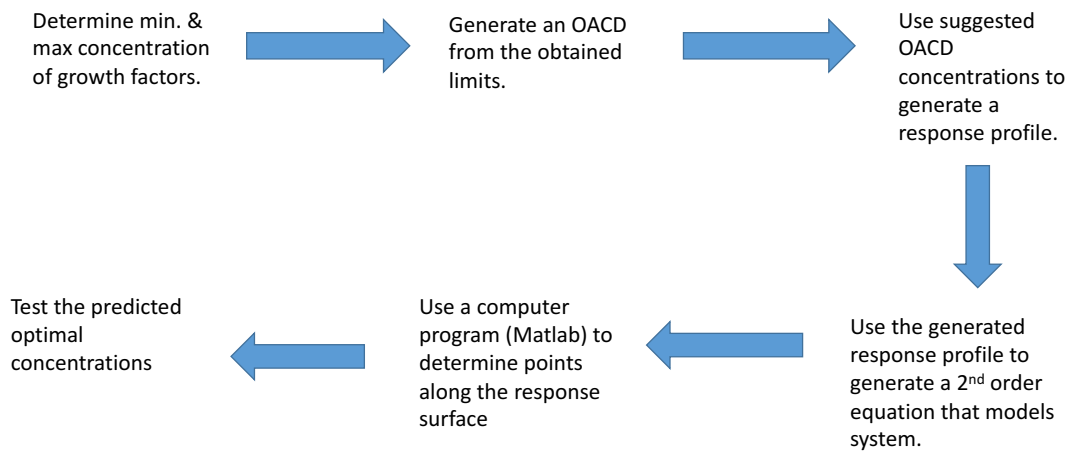 Determine min. &
max concentration
of growth factors.
Generate an OACD
from the obtained
limits.
Use suggested
OACD
concentrations to
generate a
response profile.
Use the generated
response profile to
generate a 2nd order
equation that models
system.
Use a computer
program (Matlab) to
determine points
along the response
surface
Test the predicted
optimal
concentrations